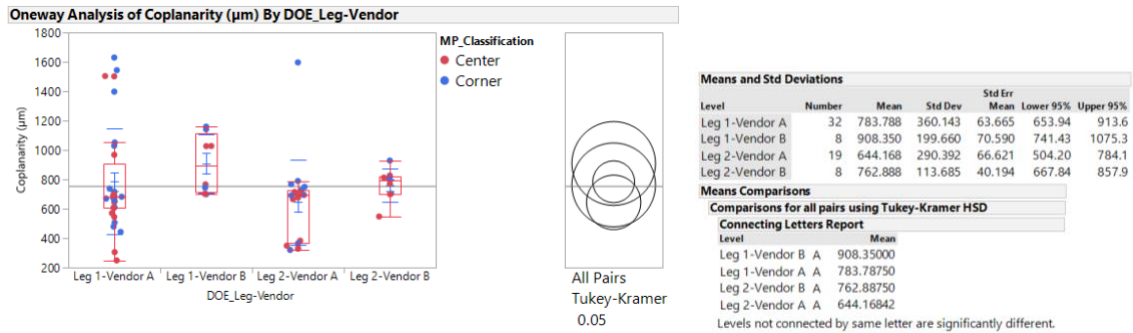 Oneway Analysis of Coplanarity (µm) By DOE_Leg-Vendor
1800
1600
1400
1200
1000
800
600
400
200
Coplanarity (µm)
Leg 1-Vendor A Leg 1-Vendor B Leg 2-Vendor A Leg 2-Vendor B
DOE_Leg-Vendor
MP_Classification
Center
Corner
All Pairs
Tukey-Kramer
0.05
Means and Std Deviations
Std Err
Level Number Mean Std Dev Mean Lower 95% Upper 95%
Leg 1-Vendor A 32 783.788 360.143 63.665 653.94 913.6
Leg 1-Vendor B 8 908.350 199.660 70.590 741.43 1075.3
Leg 2-Vendor A 19 644.168 290.392 66.621 504.20 784.1
Leg 2-Vendor B 8 762.888 113.685 40.194 667.84 857.9
Means Comparisons
Comparisons for all pairs using Tukey-Kramer HSD
Connecting Letters Report
Level Mean
Leg 1-Vendor B A 908.35000
Leg 1-Vendor A A 783.78750
Leg 2-Vendor B A 762.88750
Leg 2-Vendor A A 644.16842
Levels not connected by same letter are significantly different.